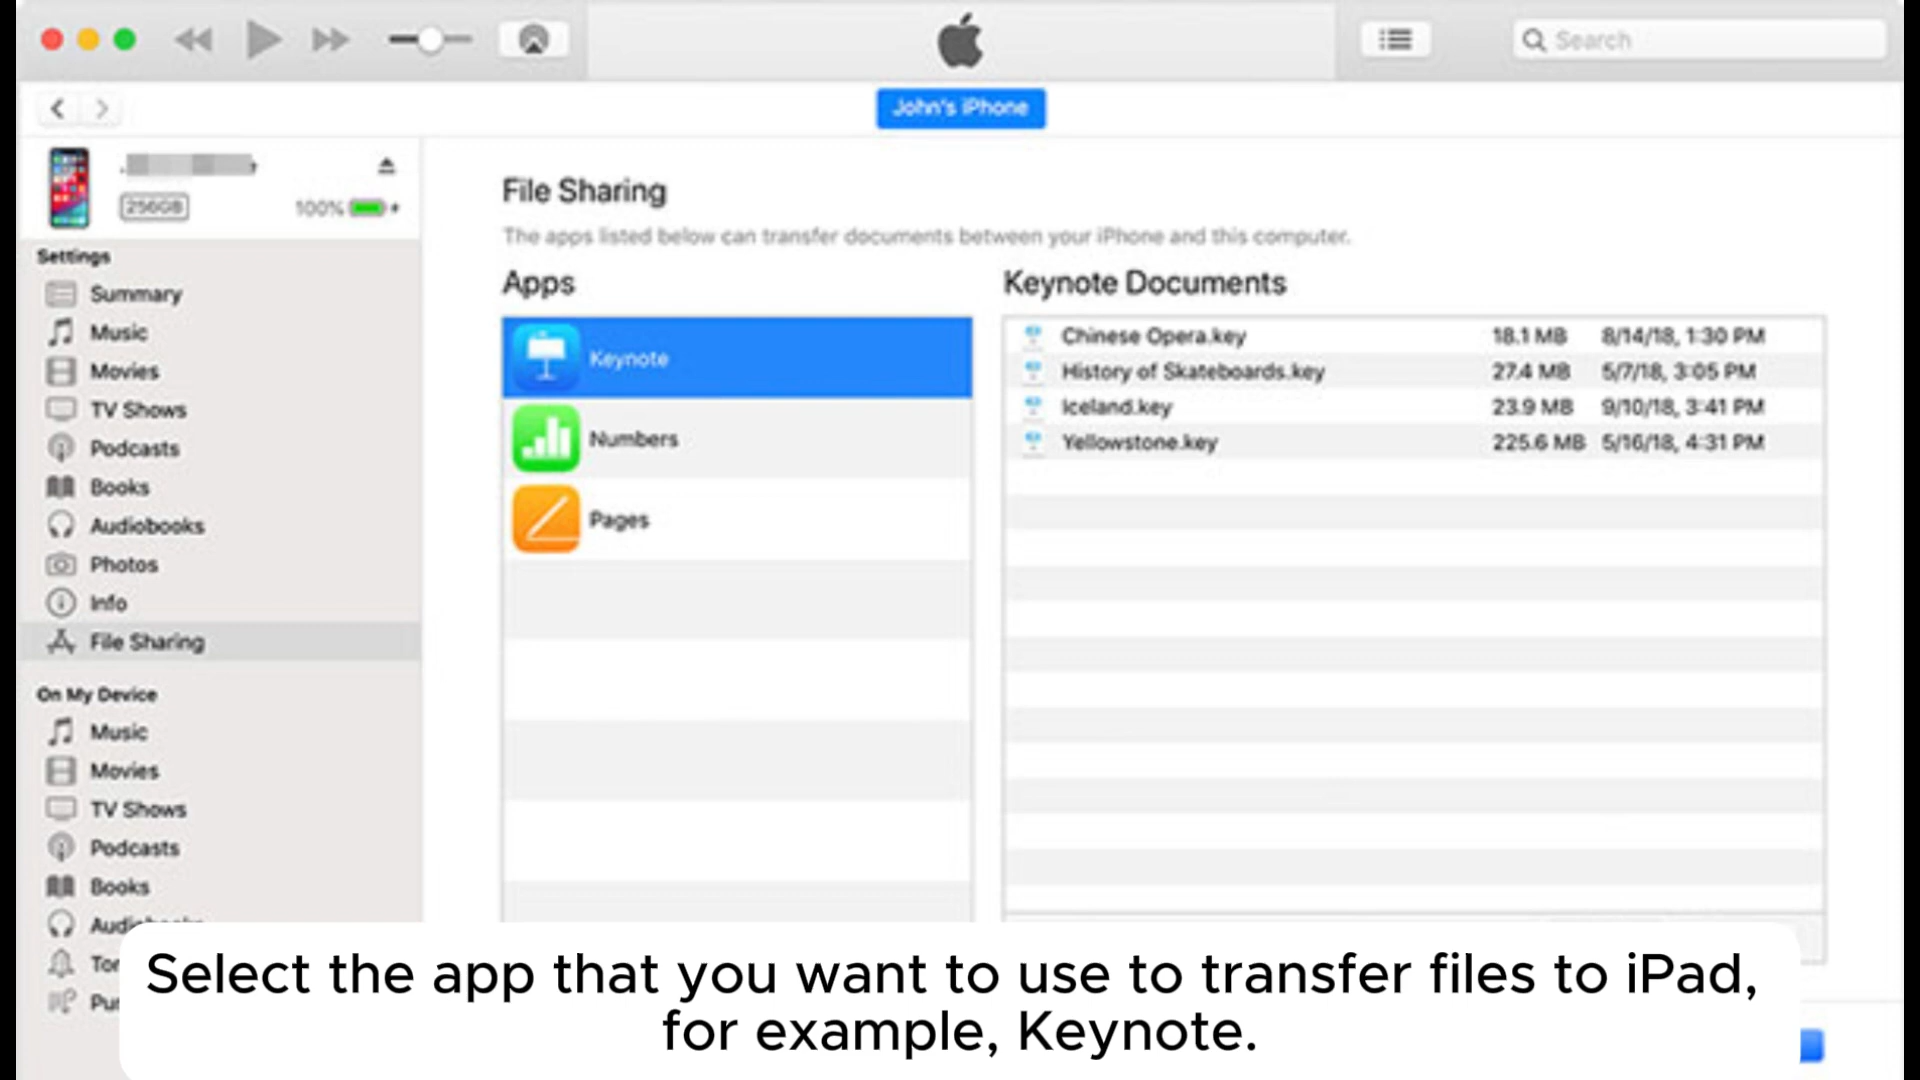 Search
John's iPhone
256GB
100%
Settings
Summary
Music
Movies
TV Shows
Podcasts
Books
Audiobooks
Photos
Info
File Sharing
On My Device
Music
Movies
TV Shows
Podcasts
Books
File Sharing
The apps listed below can transfer documents between your iPhone and this computer.
Apps
Keynote
Numbers
Pages
Keynote Documents
Chinese Opera.key 18.1 MB 8/14/18, 1:30 PM
History of Skateboards.key 27.4 MB 5/7/18, 3:05 PM
Iceland.key 23.9 MB 9/10/18, 3:41 PM
Yellowstone.key 225.6 MB 5/16/18, 4:31 PM
Select the app that you want to use to transfer files to iPad,
for example, Keynote.